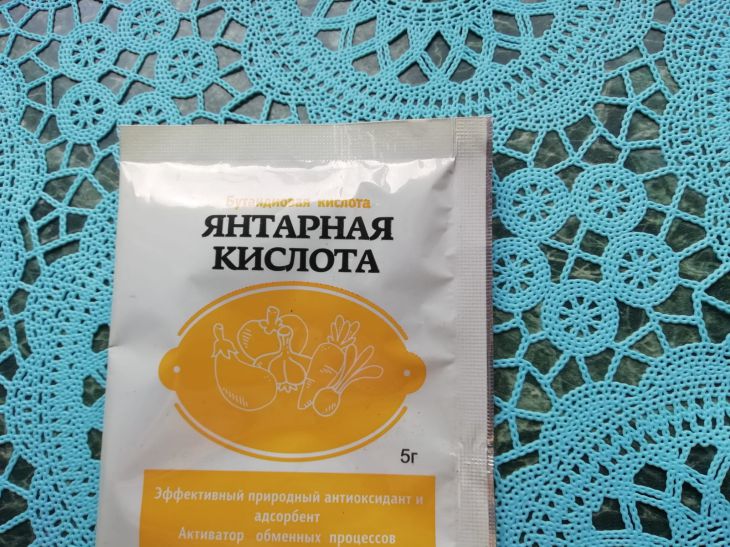 Бутандиовая кислота
ЯНТАРНАЯ
КИСЛОТА
5г
Эффективный природный антиоксидант и
адсорбент
Активатор обменных процессов